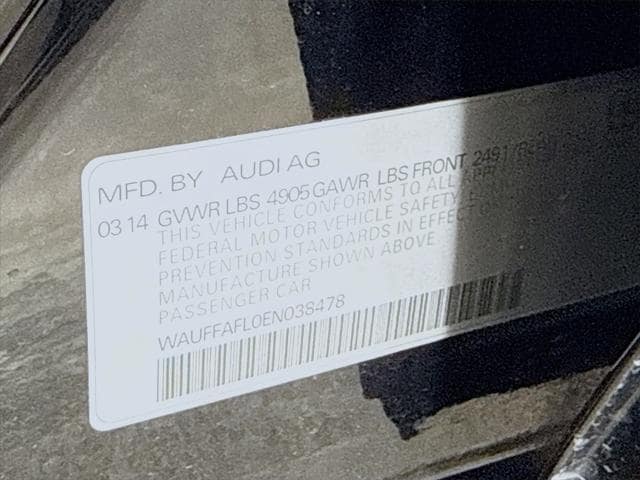 MFD. BY AUDI AG
03 14 GVWR LBS 4905 GAWR LBS FRONT 2491
THIS VEHICLE CONFORMS TO ALL
FEDERAL MOTOR VEHICLE SAFETY
PREVENTION STANDARDS IN EFFECT
MANUFACTURE SHOWN ABOVE
PASSENGER CAR
WAUFFAFL0EN038478